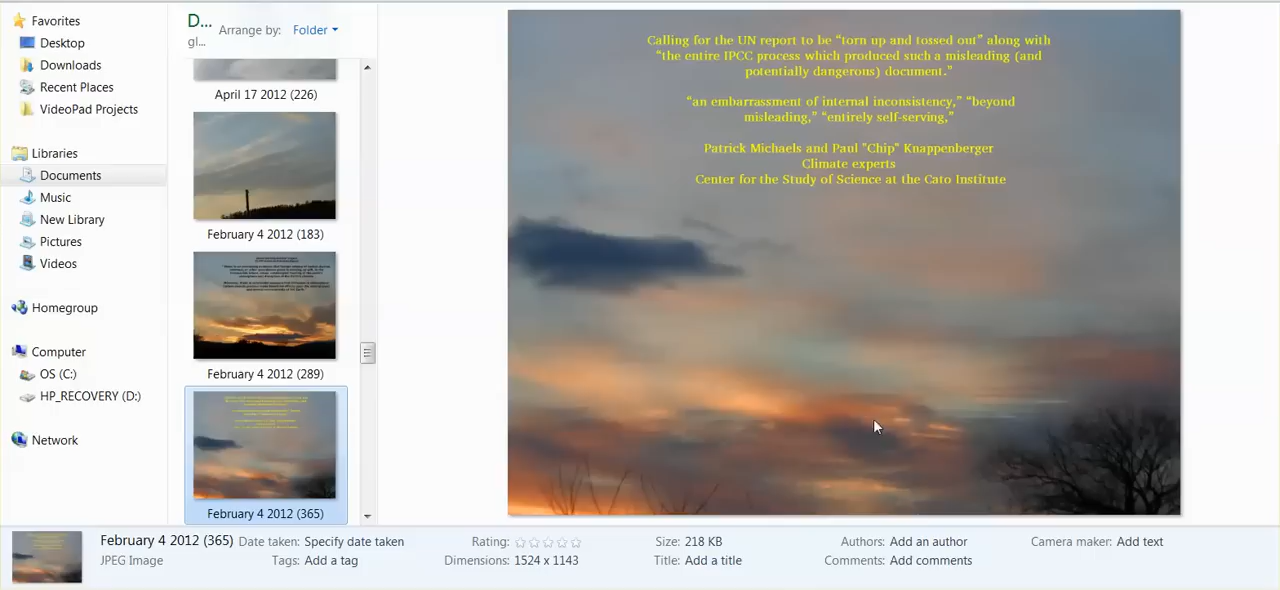 Favorites
Desktop
Downloads
Recent Places
VideoPad Projects
Libraries
Documents
Music
New Library
Pictures
Videos
Homegroup
Computer
OS (C:)
HP_RECOVERY (D:)
Network
D...
gl...
Arrange by: Folder
April 17 2012 (226)
February 4 2012 (183)
February 4 2012 (289)
February 4 2012 (365)
Calling for the UN report to be “torn up and tossed out” along with
“the entire IPCC process which produced such a misleading (and
potentially dangerous) document.”
“an embarrassment of internal inconsistency,” “beyond
misleading,” “entirely self-serving,”
Patrick Michaels and Paul "Chip" Knappenberger
Climate experts
Center for the Study of Science at the Cato Institute
February 4 2012 (365) Date taken: Specify date taken Rating: Size: 218 KB Authors: Add an author Camera maker: Add text
JPEG Image Tags: Add a tag Dimensions: 1524 x 1143 Title: Add a title Comments: Add comments